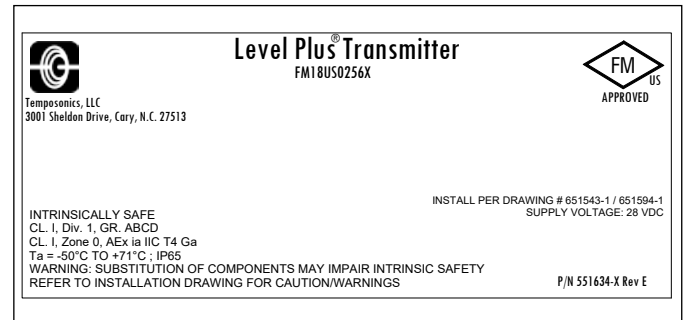 Level Plus® Transmitter
FM18US0256X
FM
US
APPROVED
Temposonics, LLC
3001 Sheldon Drive, Cary, N.C. 27513
INSTALL PER DRAWING # 651543-1 / 651594-1
SUPPLY VOLTAGE: 28 VDC
INTRINSICALLY SAFE
CL. I, Div. 1, GR. ABCD
CL. I, Zone 0, AEx ia IIC T4 Ga
Ta = -50°C TO +71°C ; IP65
WARNING: SUBSTITUTION OF COMPONENTS MAY IMPAIR INTRINSIC SAFETY
REFER TO INSTALLATION DRAWING FOR CAUTION/WARNINGS
P/N 551634-X Rev E